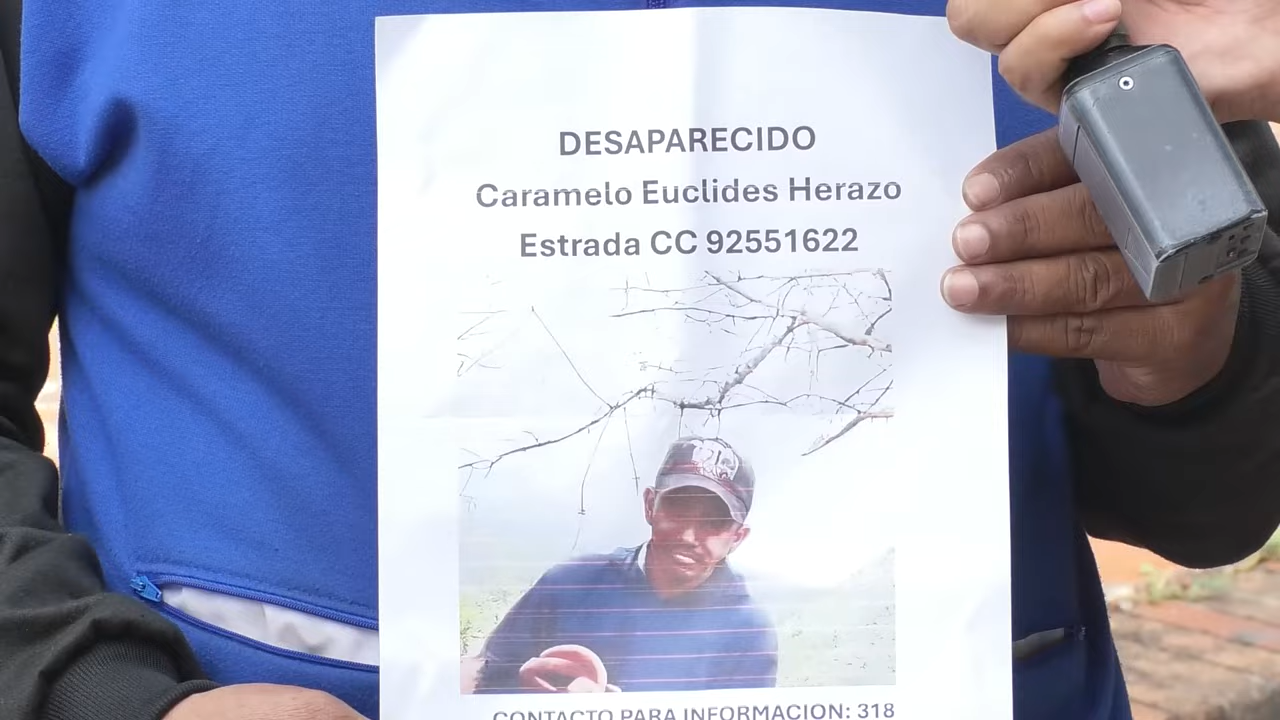 DESAPARECIDO
Caramelo Euclides Herazo
Estrada CC 92551622
CONTACTO PARA INFORMACION: 318